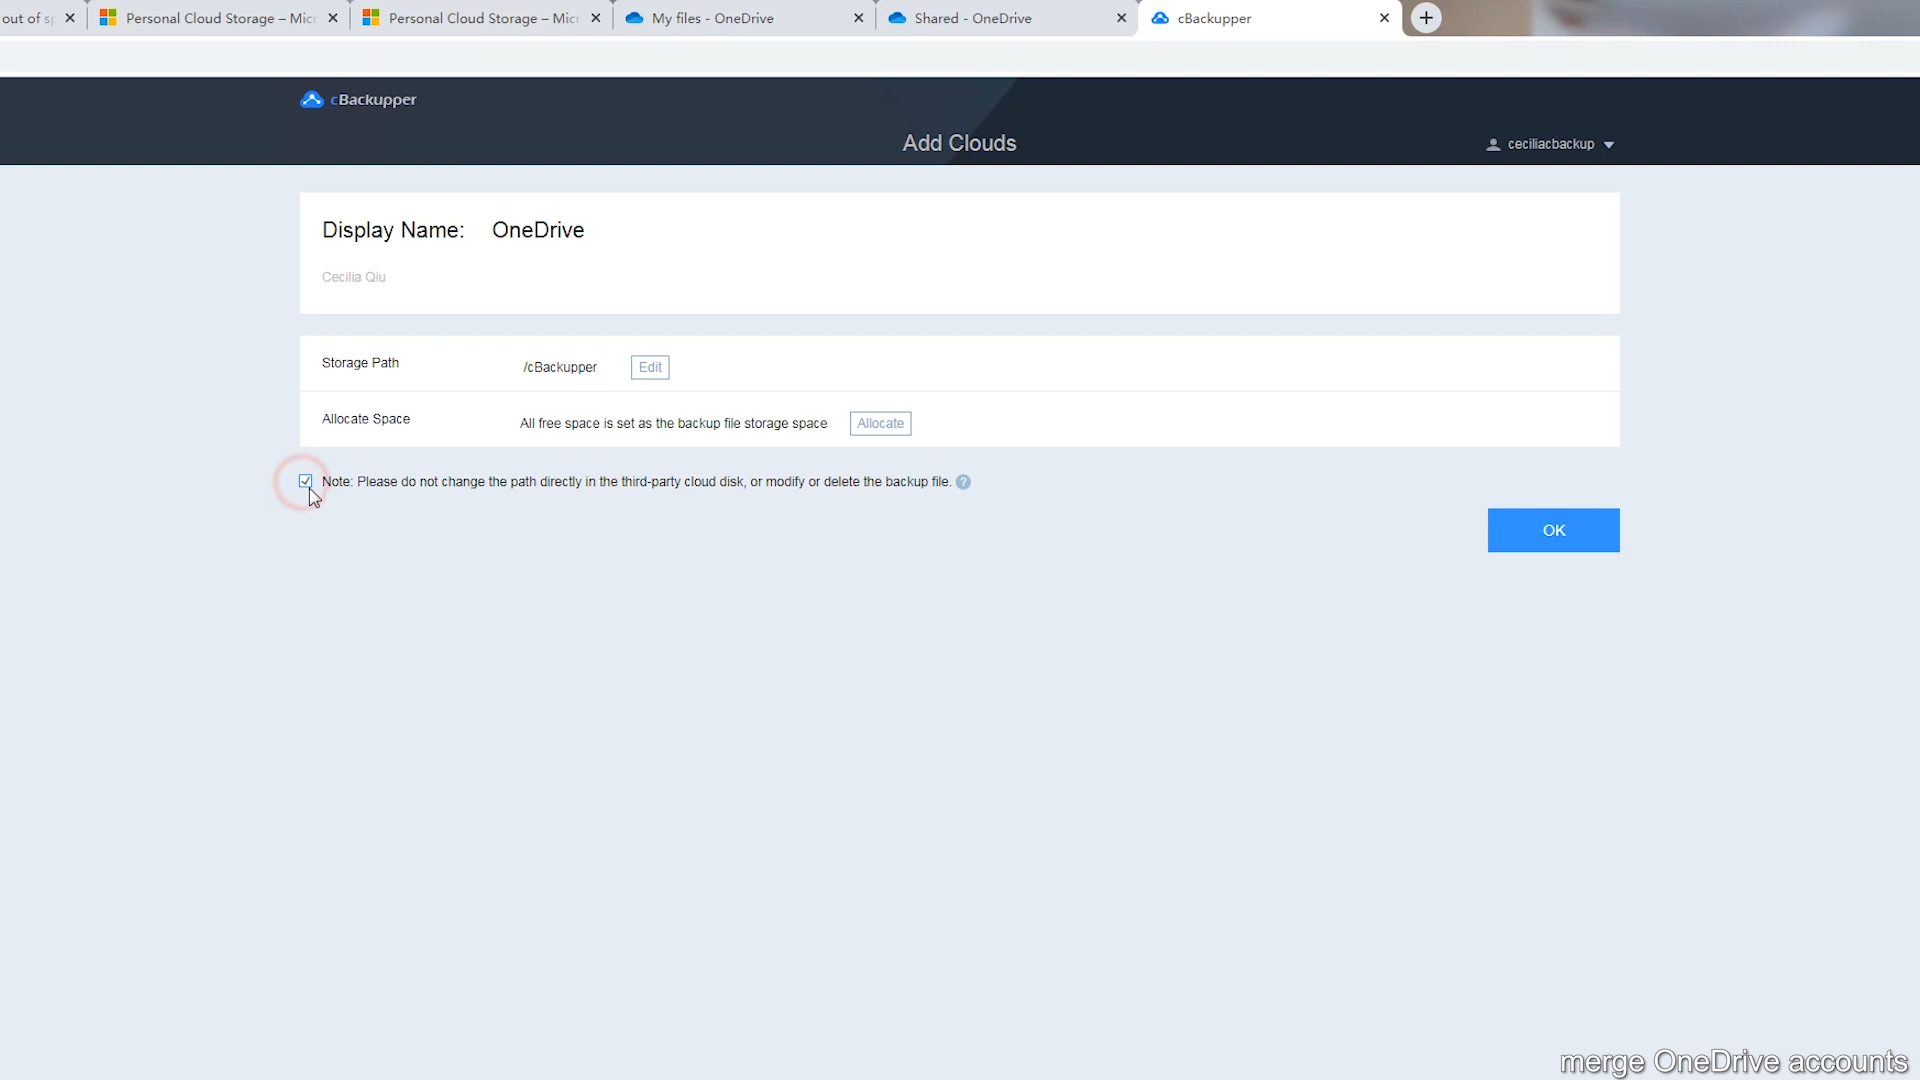 out of
Personal Cloud Storage – Micr
Personal Cloud Storage – Micr
My files - OneDrive
Shared - OneDrive
cBackupper
cBackupper
Add Clouds
ceciliacbackup
Display Name: OneDrive
Cecilia Qiu
Storage Path /cBackupper Edit
Allocate Space All free space is set as the backup file storage space Allocate
Note: Please do not change the path directly in the third-party cloud disk, or modify or delete the backup file. ?
OK
merge OneDrive accounts